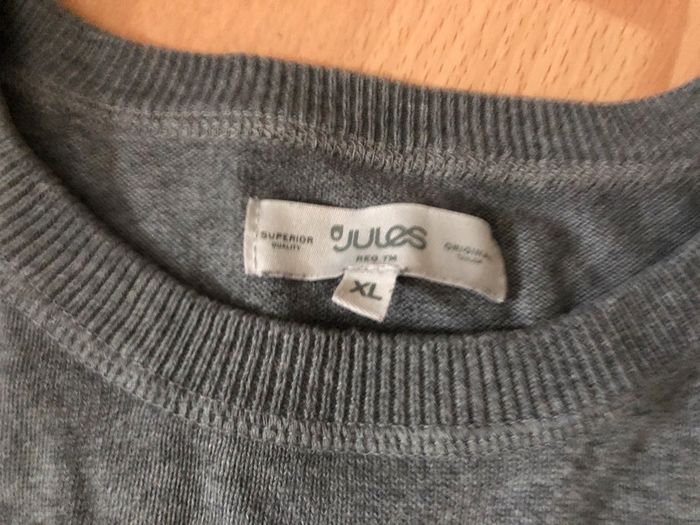 SUPERIOR
QUALITY
JULES
REG. TM
ORIGINAL
XL